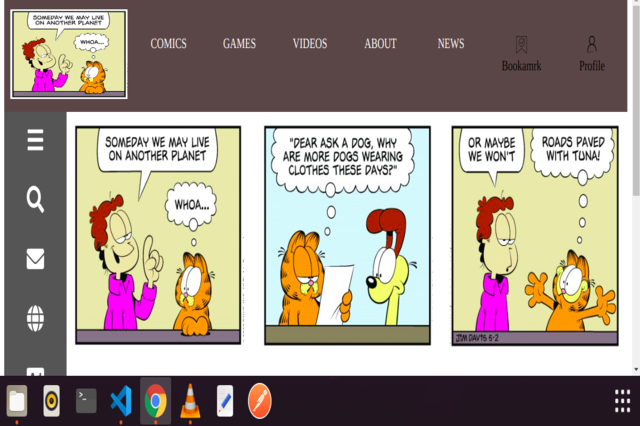 SOMEDAY WE MAY LIVE
ON ANOTHER PLANET
WHOA...
COMICS
GAMES
VIDEOS
ABOUT
NEWS
Bookamrk
Profile
SOMEDAY WE MAY LIVE
ON ANOTHER PLANET
WHOA...
"DEAR ASK A DOG, WHY
ARE MORE DOGS WEARING
CLOTHES THESE DAYS?"
OR MAYBE
WE WON'T
ROADS PAVED
WITH TUNA!
JIM DAVIS 5-2